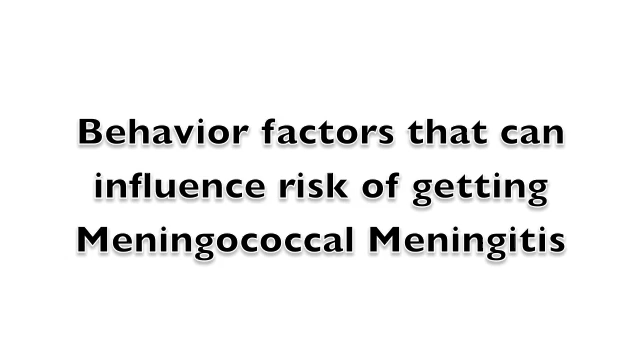 Behavior factors that can
influence risk of getting
Meningococcal Meningitis